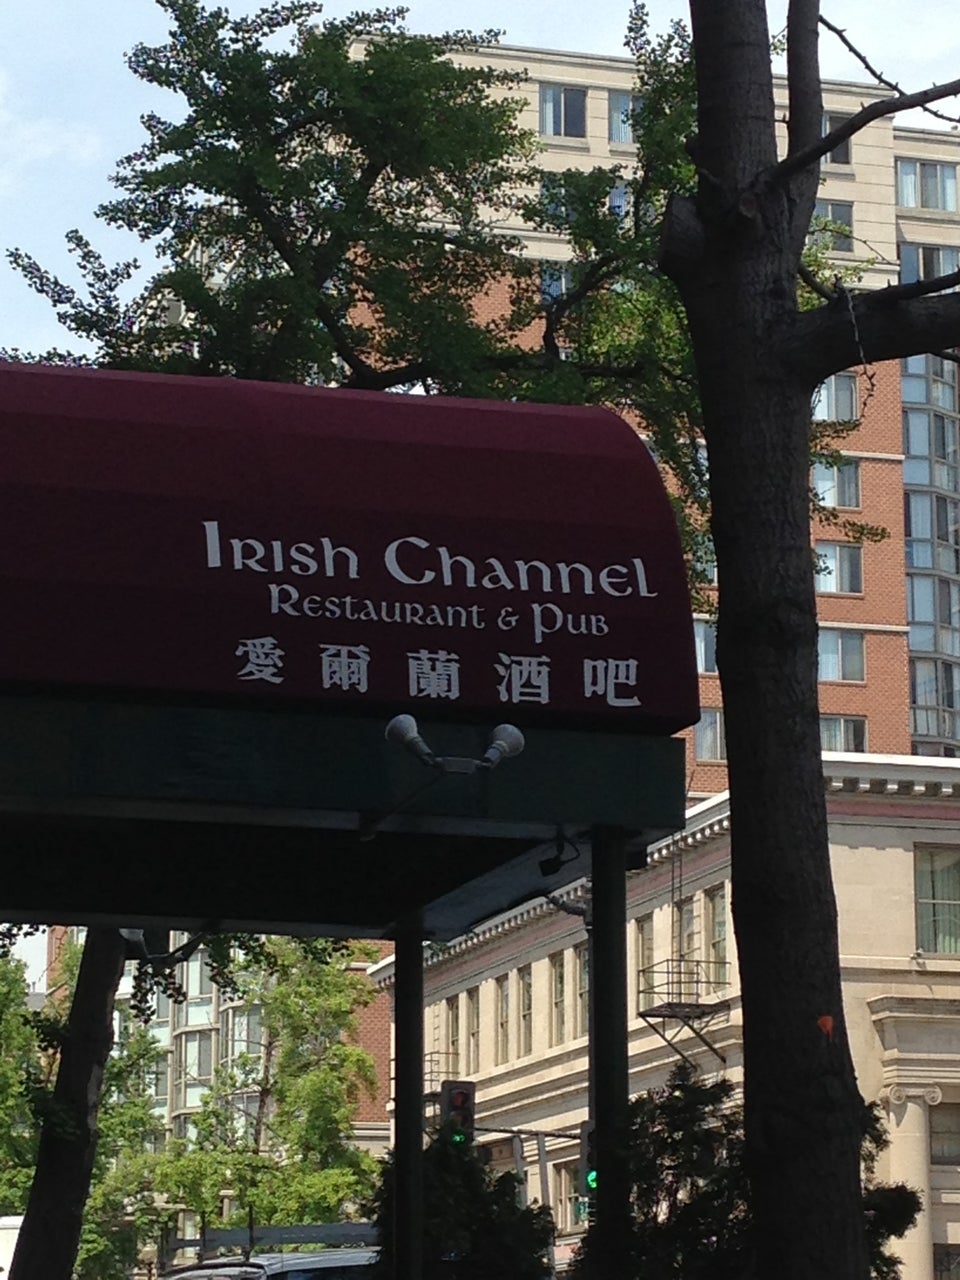 Irish Channel
Restaurant & Pub
愛爾蘭酒吧